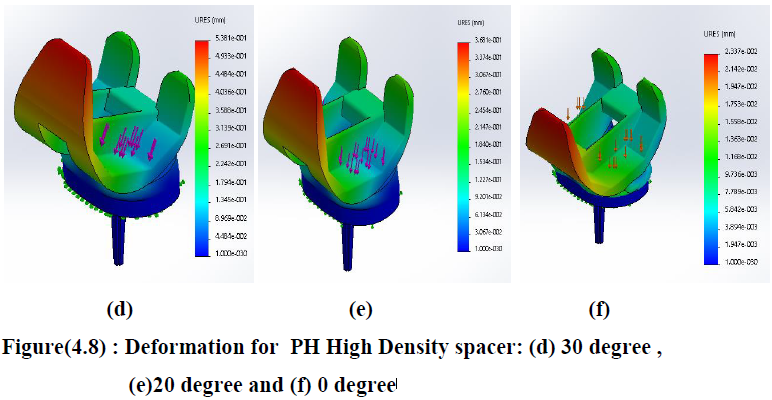 URES (mm)
5.381e-001
4.933e-001
4.484e-001
4.036e-001
3.588e-001
3.139e-001
2.691e-001
2.242e-001
1.794e-001
1.346e-001
8.969e-002
4.484e-002
1.000e-030
URES (mm)
3.681e-001
3.374e-001
3.067e-001
2.760e-001
2.454e-001
2.147e-001
1.840e-001
1.534e-001
1.227e-001
9.201e-002
6.134e-002
3.067e-002
1.000e-030
URES (mm)
2.337e-002
2.142e-002
1.947e-002
1.753e-002
1.558e-002
1.363e-002
1.168e-002
9.736e-003
7.789e-003
5.842e-003
3.894e-003
1.947e-003
1.000e-030
(d) (e) (f)
Figure(4.8) : Deformation for PH High Density spacer: (d) 30 degree ,
(e)20 degree and (f) 0 degree